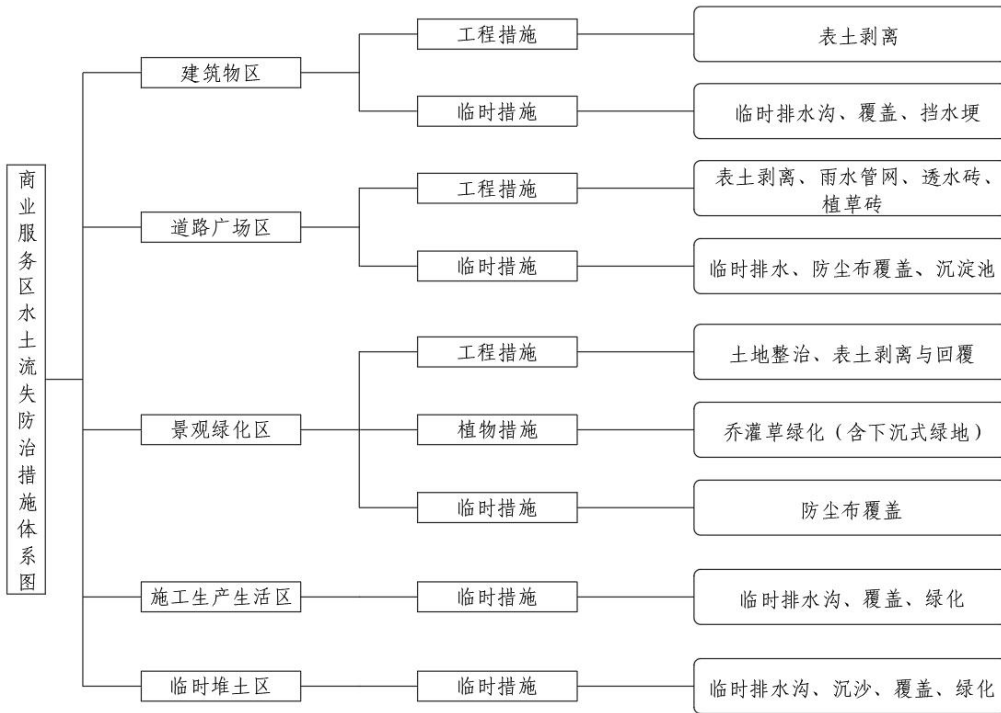 商业服务区水土流失防治措施体系图
建筑物区
工程措施
表土剥离
临时措施
临时排水沟、覆盖、挡水埂
道路广场区
工程措施
表土剥离、雨水管网、透水砖、
植草砖
临时措施
临时排水、防尘布覆盖、沉淀池
景观绿化区
工程措施
土地整治、表土剥离与回覆
植物措施
乔灌草绿化（含下沉式绿地）
临时措施
防尘布覆盖
施工生产生活区
临时措施
临时排水沟、覆盖、绿化
临时堆土区
临时措施
临时排水沟、沉沙、覆盖、绿化